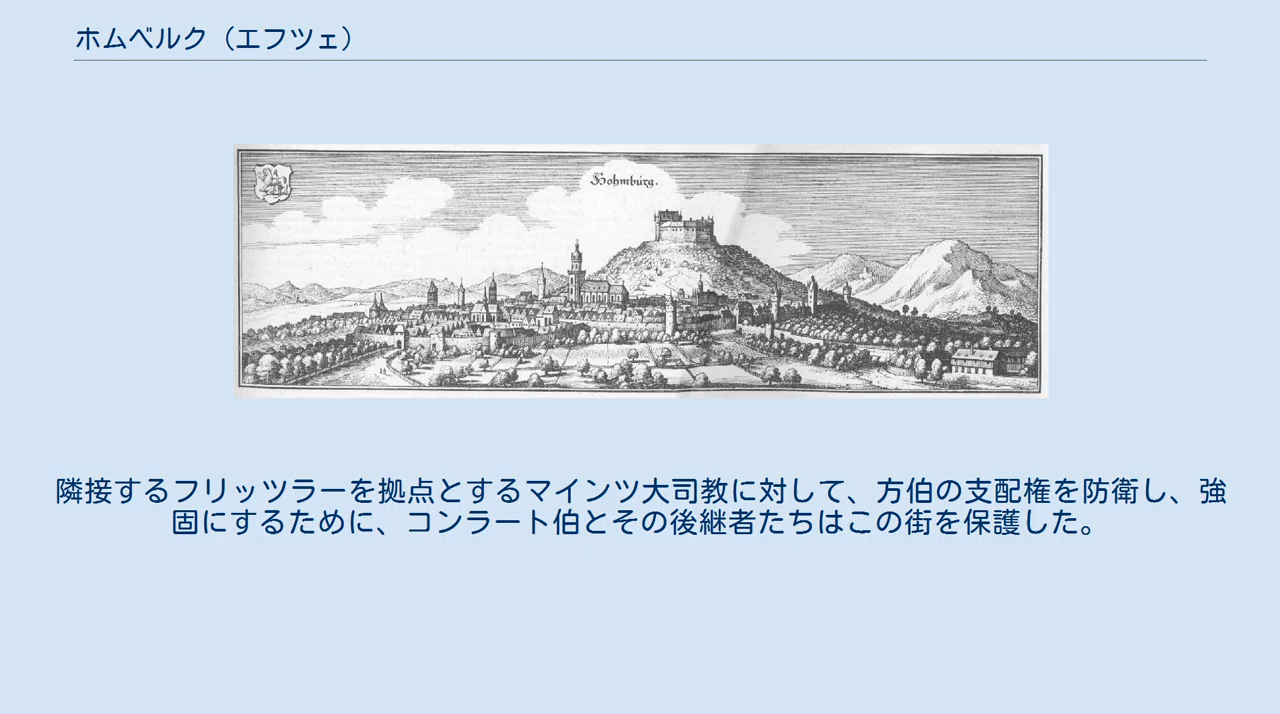 ホムベルク（エフツェ）
Hohmbürg.
隣接するフリッツラーを拠点とするマインツ大司教に対して、方伯の支配権を防衛し、強
固にするために、コンラート伯とその後継者たちはこの街を保護した。